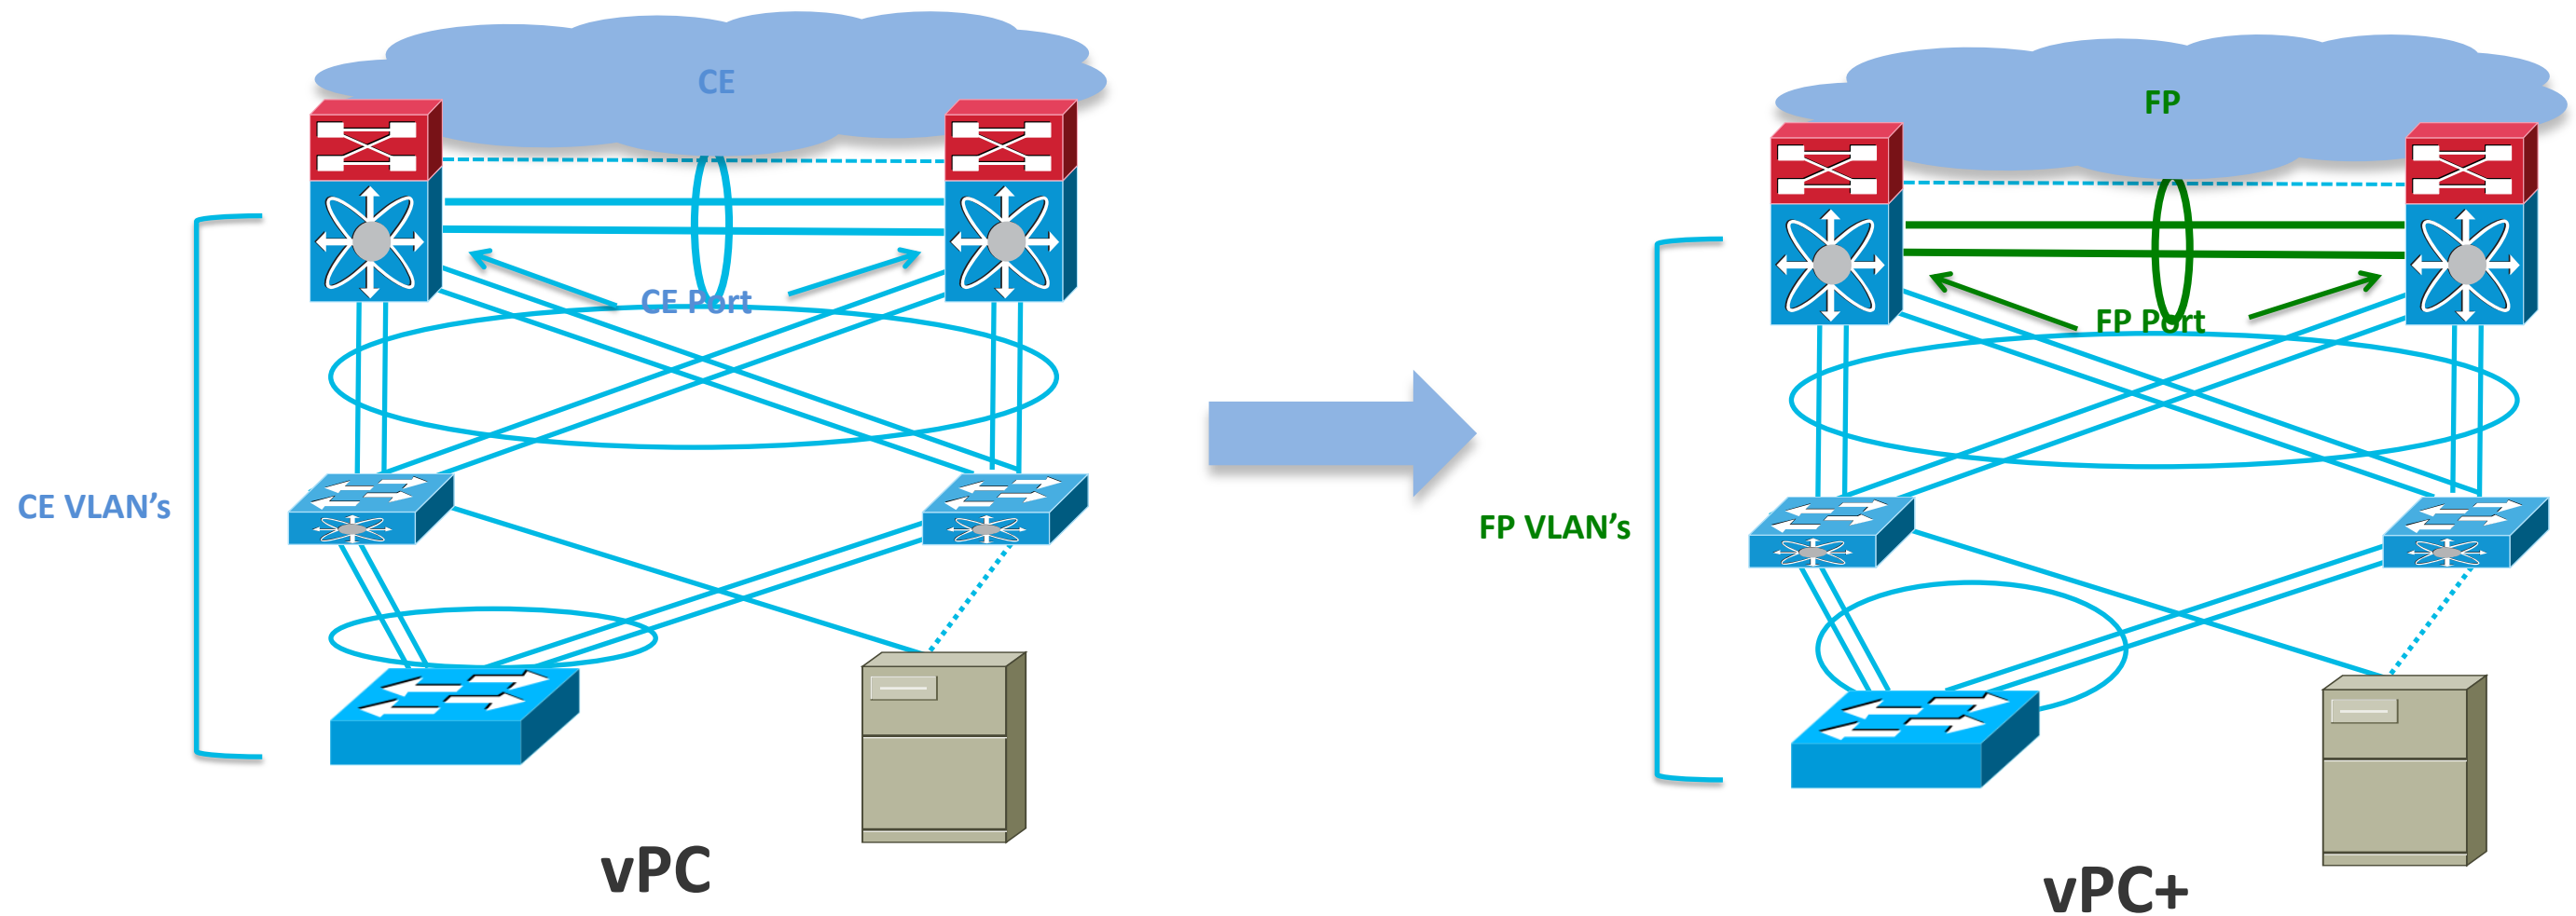 CE
CE Port
CE VLAN’s
vPC
FP
FP Port
FP VLAN’s
vPC+